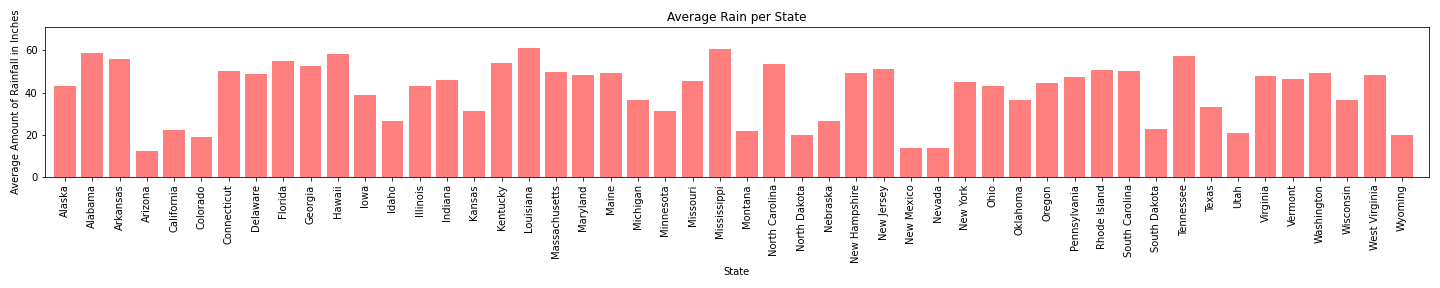 Average Rain per State
Average Amount of Rainfall in Inches
60
40
20
0
Alaska
Alabama
Arkansas
Arizona
California
Colorado
Connecticut
Delaware
Florida
Georgia
Hawaii
Iowa
Idaho
Illinois
Indiana
Kansas
Kentucky
Louisiana
Massachusetts
Maryland
Maine
Michigan
Minnesota
Missouri
Mississippi
Montana
North Carolina
North Dakota
Nebraska
New Hampshire
New Jersey
New Mexico
Nevada
New York
Ohio
Oklahoma
Oregon
Pennsylvania
Rhode Island
South Carolina
South Dakota
Tennessee
Texas
Utah
Virginia
Vermont
Washington
Wisconsin
West Virginia
Wyoming
State